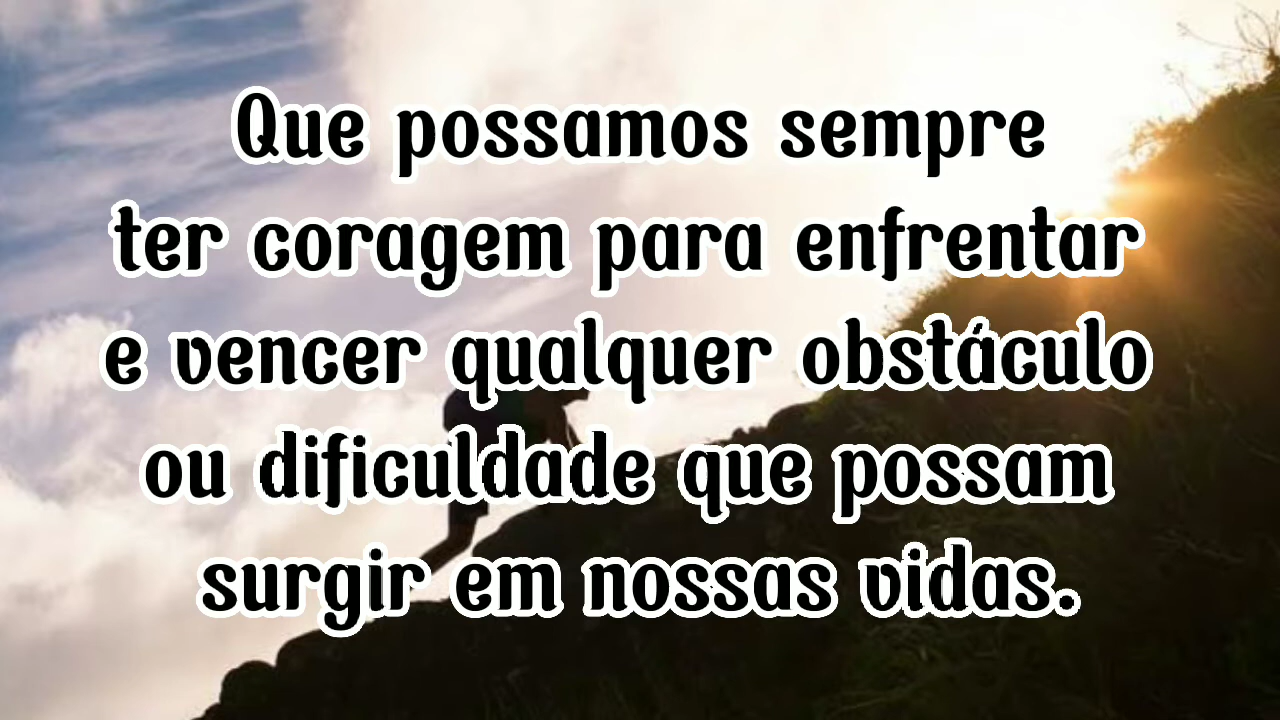 Que possamos sempre
ter coragem para enfrentar
e vencer qualquer obstáculo
ou dificuldade que possam
surgir em nossas vidas.